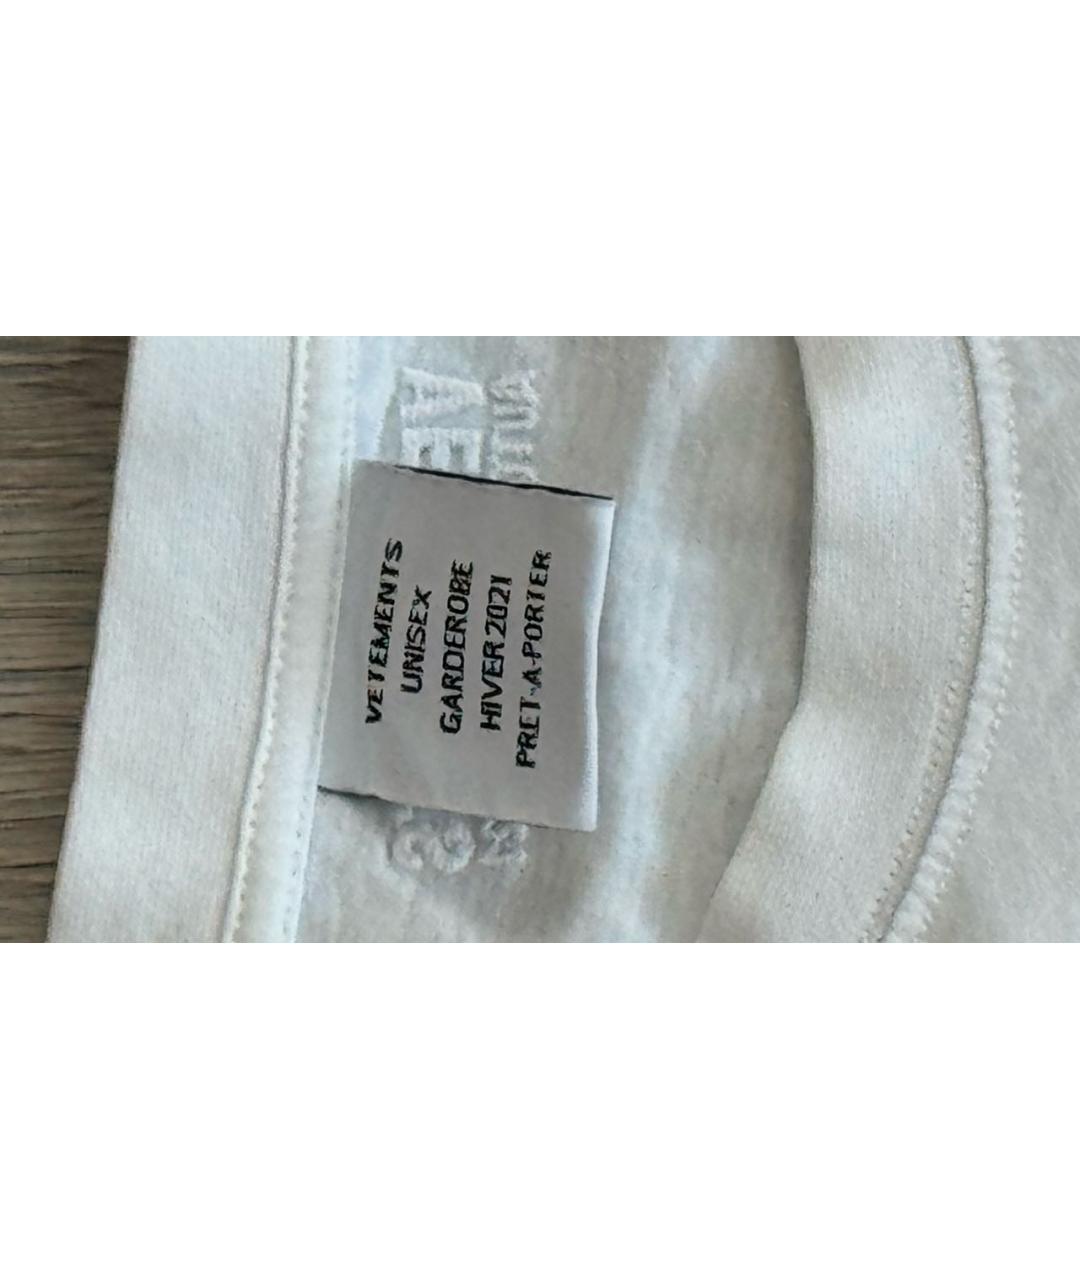 VETEMENTS
UNISEX
GARDEROBE
HIVER 2021
PRET-A-PORTER